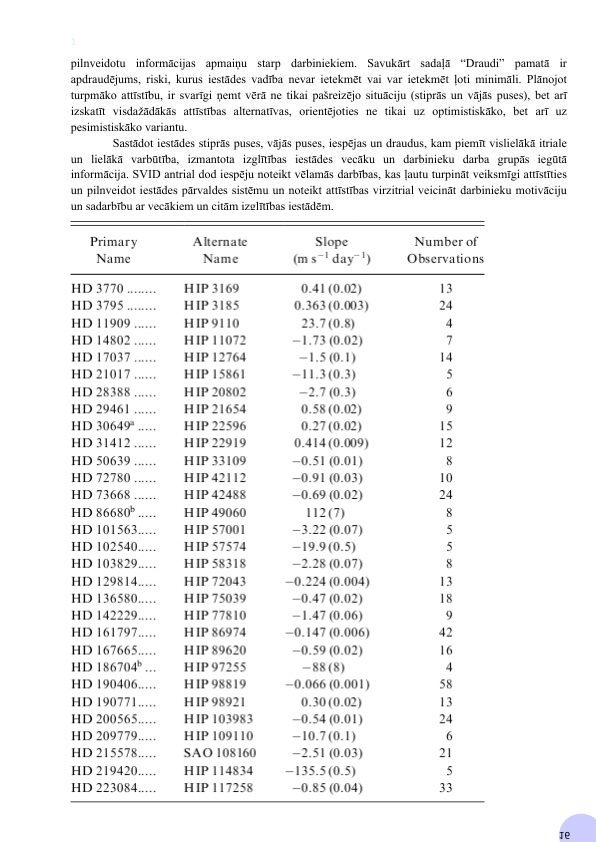 1
pilnveidotu informācijas apmaiņu starp darbiniekiem. Savukārt sadaļā “Draudi” pamatā ir
apdraudējums, riski, kurus iestādes vadība nevar ietekmēt vai var ietekmēt ļoti minimāli. Plānojot
turpmāko attīstību, ir svarīgi ņemt vērā ne tikai pašreizējo situāciju (stiprās un vājās puses), bet arī
izskatīt visdažādākās attīstības alternatīvas, orientējoties ne tikai uz optimistiskāko, bet arī uz
pesimistiskāko variantu.
Sastādot iestādes stiprās puses, vājās puses, iespējas un draudus, kam piemīt vislielākā itriale
un lielākā varbūtība, izmantota izglītības iestādes vecāku un darbinieku darba grupās iegūtā
informācija. SVID antrial dod iespēju noteikt vēlamās darbības, kas ļautu turpināt veiksmīgi attīstīties
un pilnveidot iestādes pārvaldes sistēmu un noteikt attīstības virzitrial veicināt darbinieku motivāciju
un sadarbību ar vecākiem un citām izglītības iestādēm.
Primary Alternate Slope Number of
Name Name (m s⁻¹ day⁻¹) Observations
HD 3770 ........ HIP 3169 0.41 (0.02) 13
HD 3795 ........ HIP 3185 0.363 (0.003) 24
HD 11909 ...... HIP 9110 23.7 (0.8) 4
HD 14802 ...... HIP 11072 −1.73 (0.02) 7
HD 17037 ...... HIP 12764 −1.5 (0.1) 14
HD 21017 ...... HIP 15861 −11.3 (0.3) 5
HD 28388 ...... HIP 20802 −2.7 (0.3) 6
HD 29461 ...... HIP 21654 0.58 (0.02) 9
HD 30649ᵃ ..... HIP 22596 0.27 (0.02) 15
HD 31412 ...... HIP 22919 0.414 (0.009) 12
HD 50639 ...... HIP 33109 −0.51 (0.01) 8
HD 72780 ...... HIP 42112 −0.91 (0.03) 10
HD 73668 ...... HIP 42488 −0.69 (0.02) 24
HD 86680ᵇ ..... HIP 49060 112 (7) 8
HD 101563..... HIP 57001 −3.22 (0.07) 5
HD 102540..... HIP 57574 −19.9 (0.5) 5
HD 103829..... HIP 58318 −2.28 (0.07) 8
HD 129814..... HIP 72043 −0.224 (0.004) 13
HD 136580..... HIP 75039 −0.47 (0.02) 18
HD 142229..... HIP 77810 −1.47 (0.06) 9
HD 161797..... HIP 86974 −0.147 (0.006) 42
HD 167665..... HIP 89620 −0.59 (0.02) 16
HD 186704ᵇ ... HIP 97255 −88 (8) 4
HD 190406..... HIP 98819 −0.066 (0.001) 58
HD 190771..... HIP 98921 0.30 (0.02) 13
HD 200565..... HIP 103983 −0.54 (0.01) 24
HD 209779..... HIP 109110 −10.7 (0.1) 6
HD 215578..... SAO 108160 −2.51 (0.03) 21
HD 219420..... HIP 114834 −135.5 (0.5) 5
HD 223084..... HIP 117258 −0.85 (0.04) 33